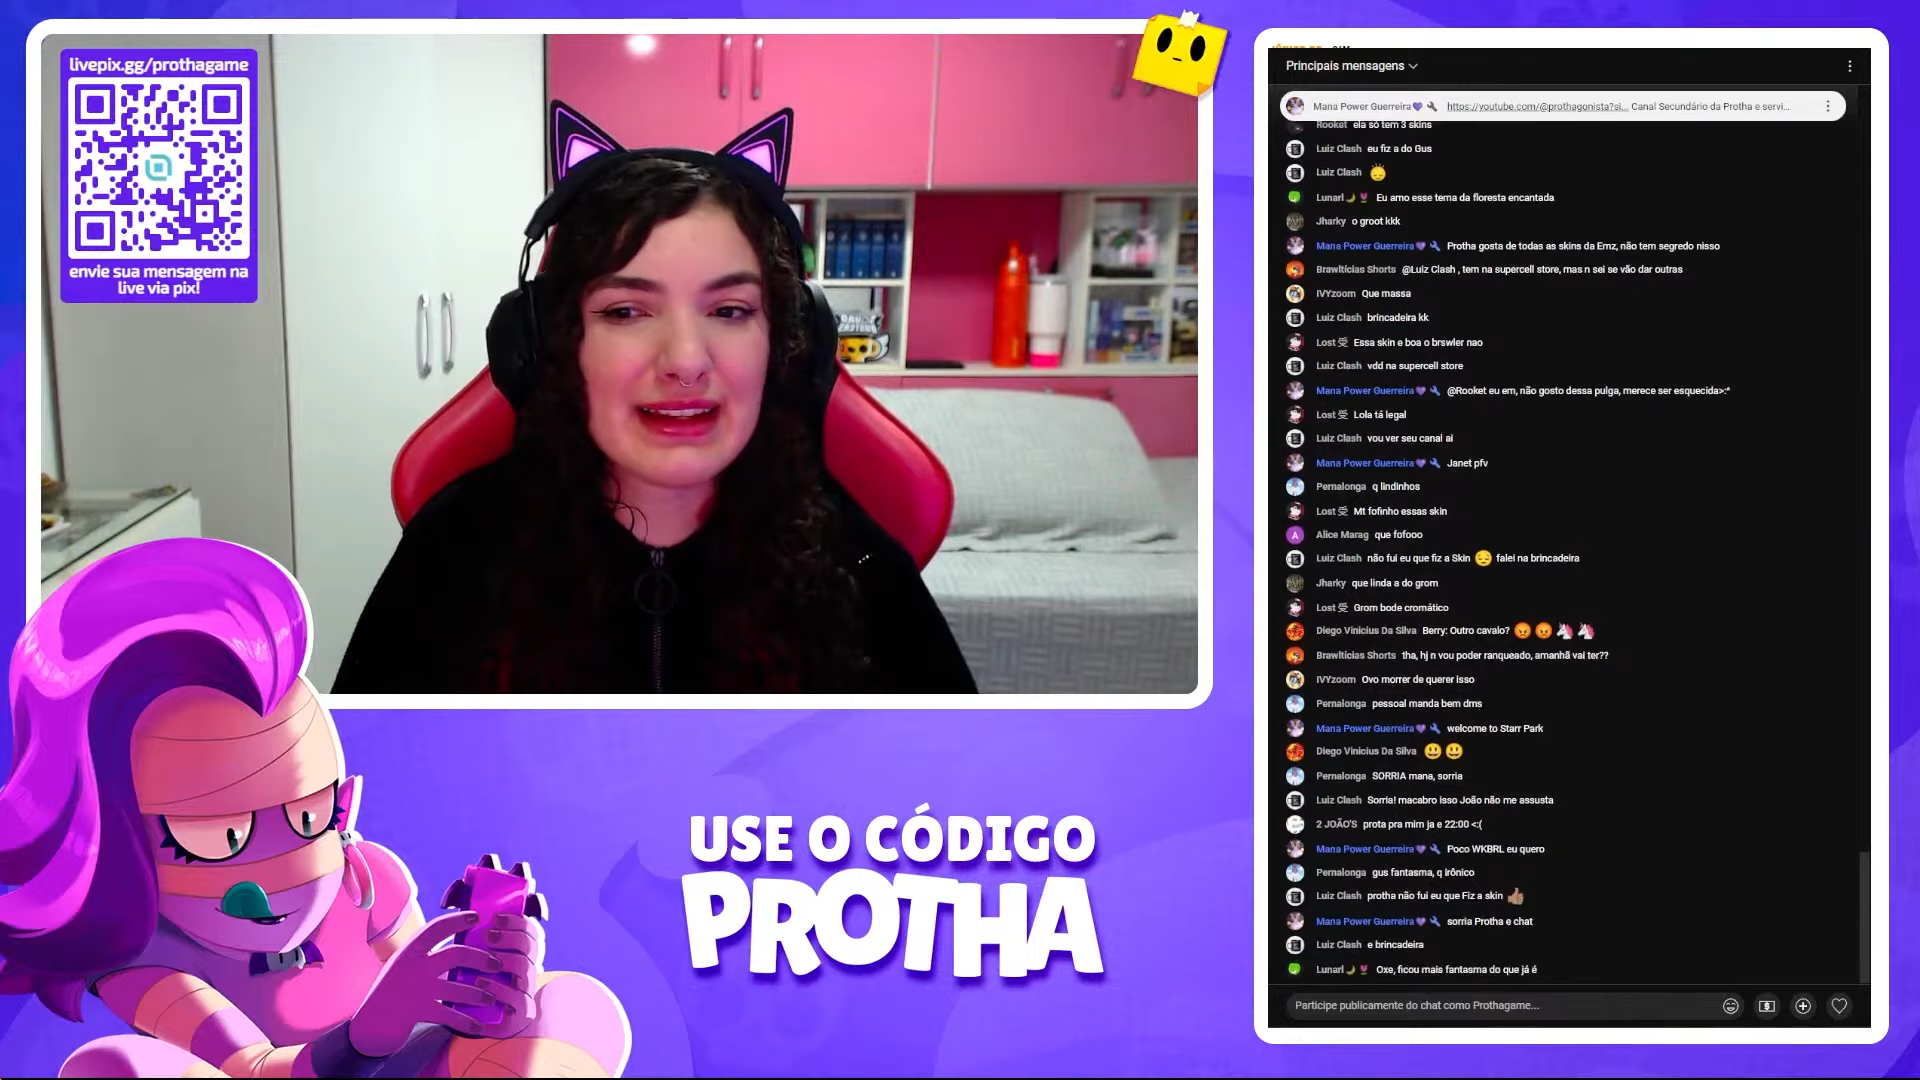 livepix.gg/prothagame
envie sua mensagem na
live via pix!
USE O CÓDIGO
PROTHA
Principais mensagens
Mana Power Guerreira💜 🔧 https://youtube.com/@prothagonista?si... Canal Secundário da Protha e servi...
Rooket ela só tem 3 skins
Luiz Clash eu fiz a do Gus
Luiz Clash
Lunarl🌙🌷 Eu amo esse tema da floresta encantada
Jharky o groot kkk
Mana Power Guerreira💜 🔧 Protha gosta de todas as skins da Emz, não tem segredo nisso
Brawltícias Shorts @Luiz Clash , tem na supercell store, mas n sei se vão dar outras
IVYzoom Que massa
Luiz Clash brincadeira kk
Lost 受 Essa skin e boa o brswler nao
Luiz Clash vdd na supercell store
Mana Power Guerreira💜 🔧 @Rooket eu em, não gosto dessa pulga, merece ser esquecida>:^
Lost 受 Lola tá legal
Luiz Clash vou ver seu canal ai
Mana Power Guerreira💜 🔧 Janet pfv
Pernalonga q lindinhos
Lost 受 Mt fofinho essas skin
A Alice Marag que fofooo
Luiz Clash não fui eu que fiz a Skin 😔 falei na brincadeira
Jharky que linda a do grom
Lost 受 Grom bode cromático
Diego Vinicius Da Silva Berry: Outro cavalo? 😡😡🦄🦄
Brawltícias Shorts tha, hj n vou poder ranqueado, amanhã vai ter??
IVYzoom Ovo morrer de querer isso
Pernalonga pessoal manda bem dms
Mana Power Guerreira💜 🔧 welcome to Starr Park
Diego Vinicius Da Silva 😃😃
Pernalonga SORRIA mana, sorria
Luiz Clash Sorria! macabro isso João não me assusta
2 JOÃO'S prota pra mim ja e 22:00 <:(
Mana Power Guerreira💜 🔧 Poco WKBRL eu quero
Pernalonga gus fantasma, q irônico
Luiz Clash protha não fui eu que Fiz a skin 👍🏽
Mana Power Guerreira💜 🔧 sorria Protha e chat
Luiz Clash e brincadeira
Lunarl🌙🌷 Oxe, ficou mais fantasma do que já é
Participe publicamente do chat como Prothagame...